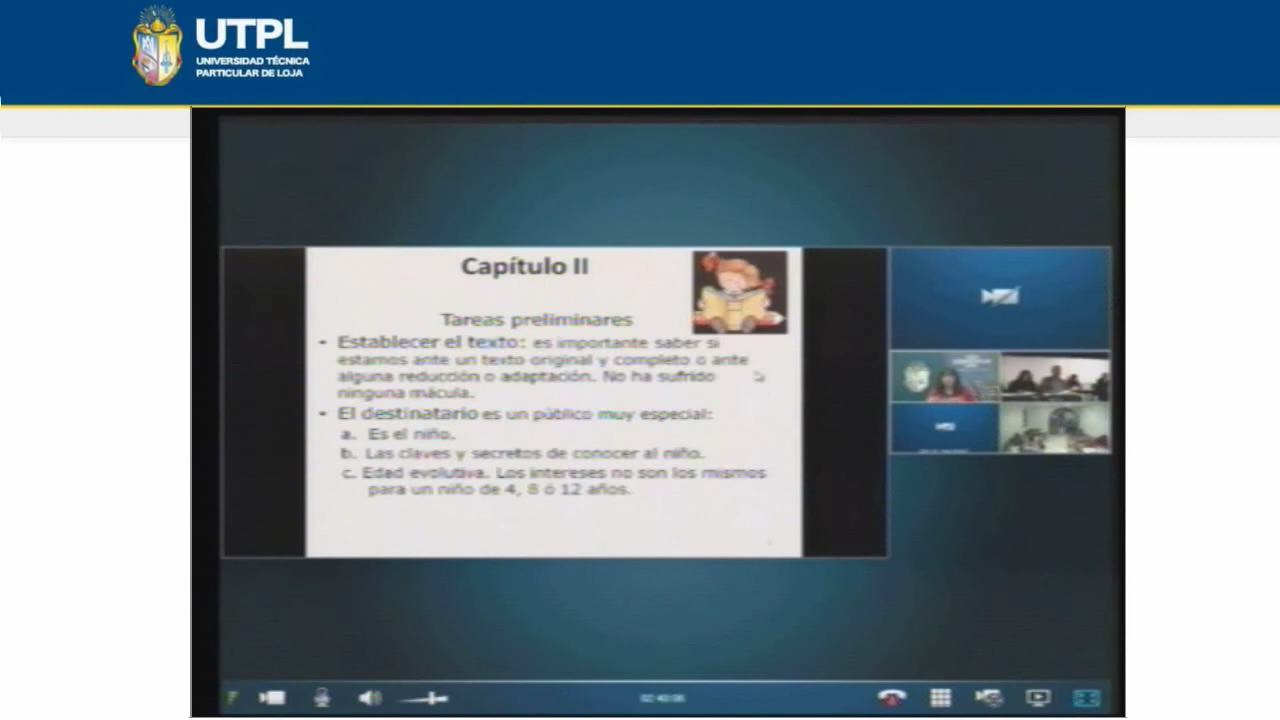 UTPL
UNIVERSIDAD TÉCNICA
PARTICULAR DE LOJA
Capítulo II
Tareas preliminares
• Establecer el texto: es importante saber si
estamos ante un texto original y completo o ante
alguna reducción o adaptación. No ha sufrido
ninguna mácula.
• El destinatario es un público muy especial:
a. Es el niño.
b. Las claves y secretos de conocer al niño.
c. Edad evolutiva. Los intereses no son los mismos
para un niño de 4, 8 ó 12 años.